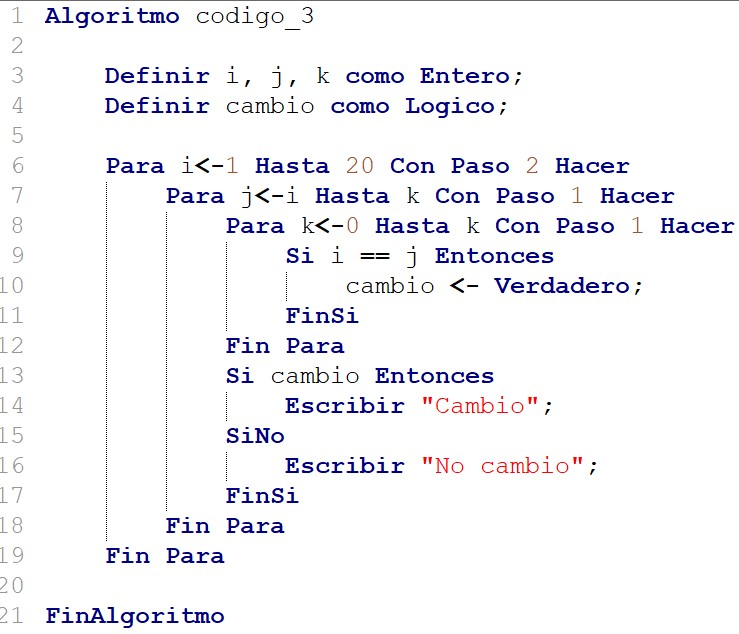 1 Algoritmo codigo_3
2
3 Definir i, j, k como Entero;
4 Definir cambio como Logico;
5
6 Para i<-1 Hasta 20 Con Paso 2 Hacer
7 Para j<-i Hasta k Con Paso 1 Hacer
8 Para k<-0 Hasta k Con Paso 1 Hacer
9 Si i == j Entonces
10 cambio <- Verdadero;
11 FinSi
12 Fin Para
13 Si cambio Entonces
14 Escribir "Cambio";
15 SiNo
16 Escribir "No cambio";
17 FinSi
18 Fin Para
19 Fin Para
20
21 FinAlgoritmo